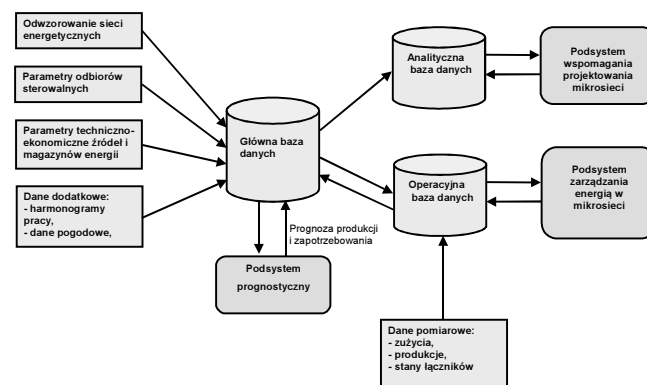 Odwzorowanie sieci
energetycznych
Parametry odbiorów
sterowalnych
Parametry techniczno-
ekonomiczne źródeł i
magazynów energii
Dane dodatkowe:
- harmonogramy
pracy,
- dane pogodowe,
Główna baza
danych
Analityczna
baza danych
Podsystem
wspomagania
projektowania
mikrosieci
Operacyjna
baza danych
Podsystem
zarządzania
energią w
mikrosieci
Prognoza produkcji
i zapotrzebowania
Podsystem
prognostyczny
Dane pomiarowe:
- zużycia,
- produkcje,
- stany łączników